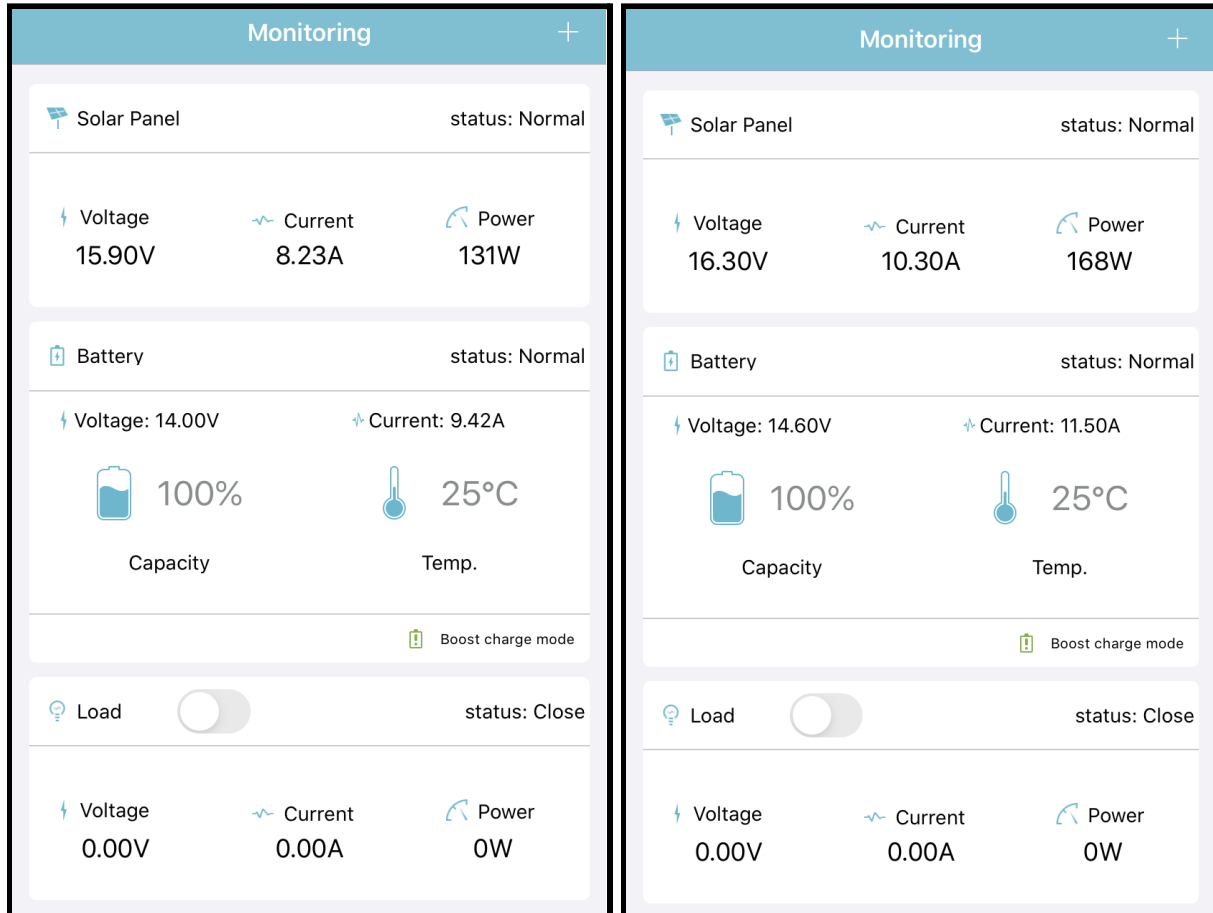 Monitoring
Solar Panel status: Normal
Voltage Current Power
15.90V 8.23A 131W
Battery status: Normal
Voltage: 14.00V Current: 9.42A
100% 25°C
Capacity Temp.
Boost charge mode
Load status: Close
Voltage Current Power
0.00V 0.00A 0W
Monitoring
Solar Panel status: Normal
Voltage Current Power
16.30V 10.30A 168W
Battery status: Normal
Voltage: 14.60V Current: 11.50A
100% 25°C
Capacity Temp.
Boost charge mode
Load status: Close
Voltage Current Power
0.00V 0.00A 0W